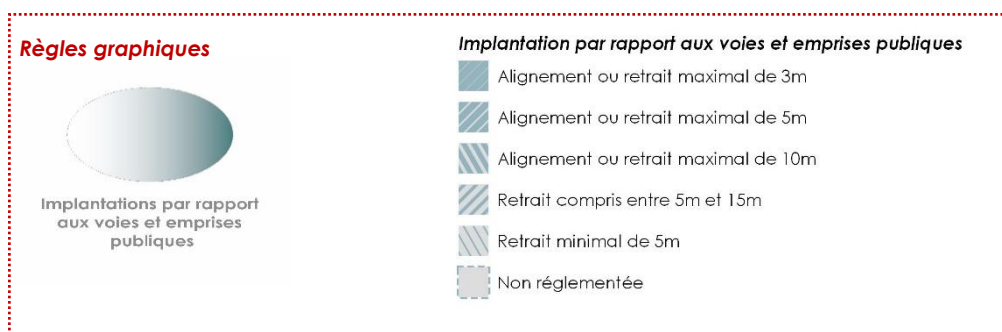 Règles graphiques
Implantations par rapport
aux voies et emprises
publiques
Implantation par rapport aux voies et emprises publiques
Alignement ou retrait maximal de 3m
Alignement ou retrait maximal de 5m
Alignement ou retrait maximal de 10m
Retrait compris entre 5m et 15m
Retrait minimal de 5m
Non réglementée